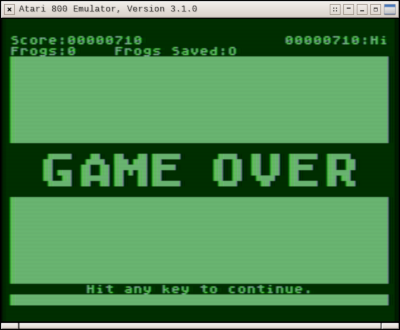 Atari 800 Emulator, Version 3.1.0
Score:00000710 00000710:Hi
Frogs:0 Frogs Saved:0
GAME OVER
Hit any key to continue.